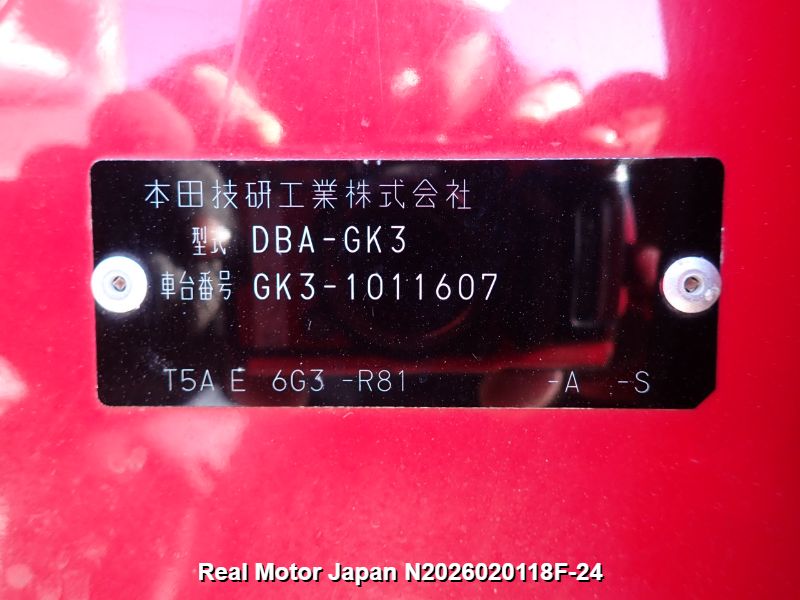 本田技研工業株式会社
型式 DBA-GK3
車台番号 GK3-1011607
T5A E 6G3 -R81 -A -S
Real Motor Japan N2026020118F-24